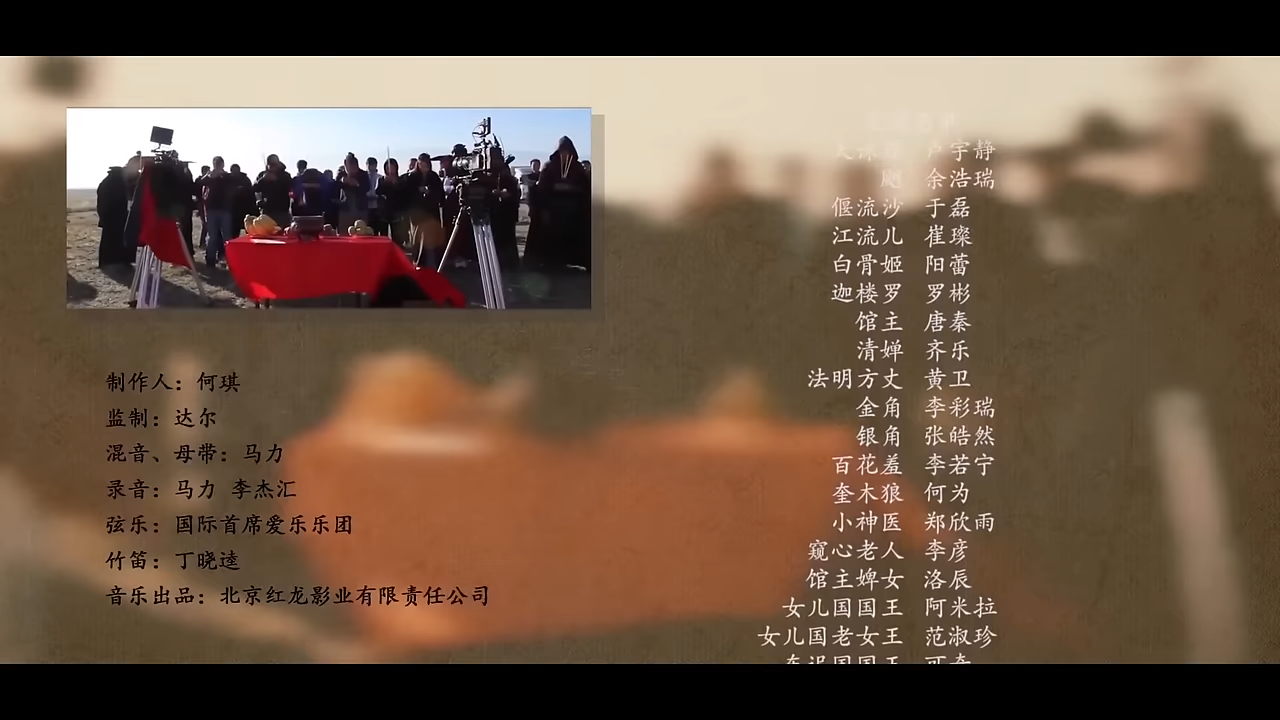 制作人：何琪
监制：达尔
混音、母带：马力
录音：马力 李杰汇
弦乐：国际首席爱乐乐团
竹笛：丁晓逵
音乐出品：北京红龙影业有限责任公司
卢宇静
飕 余浩瑞
偃流沙 于磊
江流儿 崔璨
白骨姬 阳蕾
迦楼罗 罗彬
馆主 唐秦
清婵 齐乐
法明方丈 黄卫
金角 李彩瑞
银角 张皓然
百花羞 李若宁
奎木狼 何为
小神医 郑欣雨
窥心老人 李彦
馆主婢女 洛辰
女儿国国王 阿米拉
女儿国老女王 范淑珍